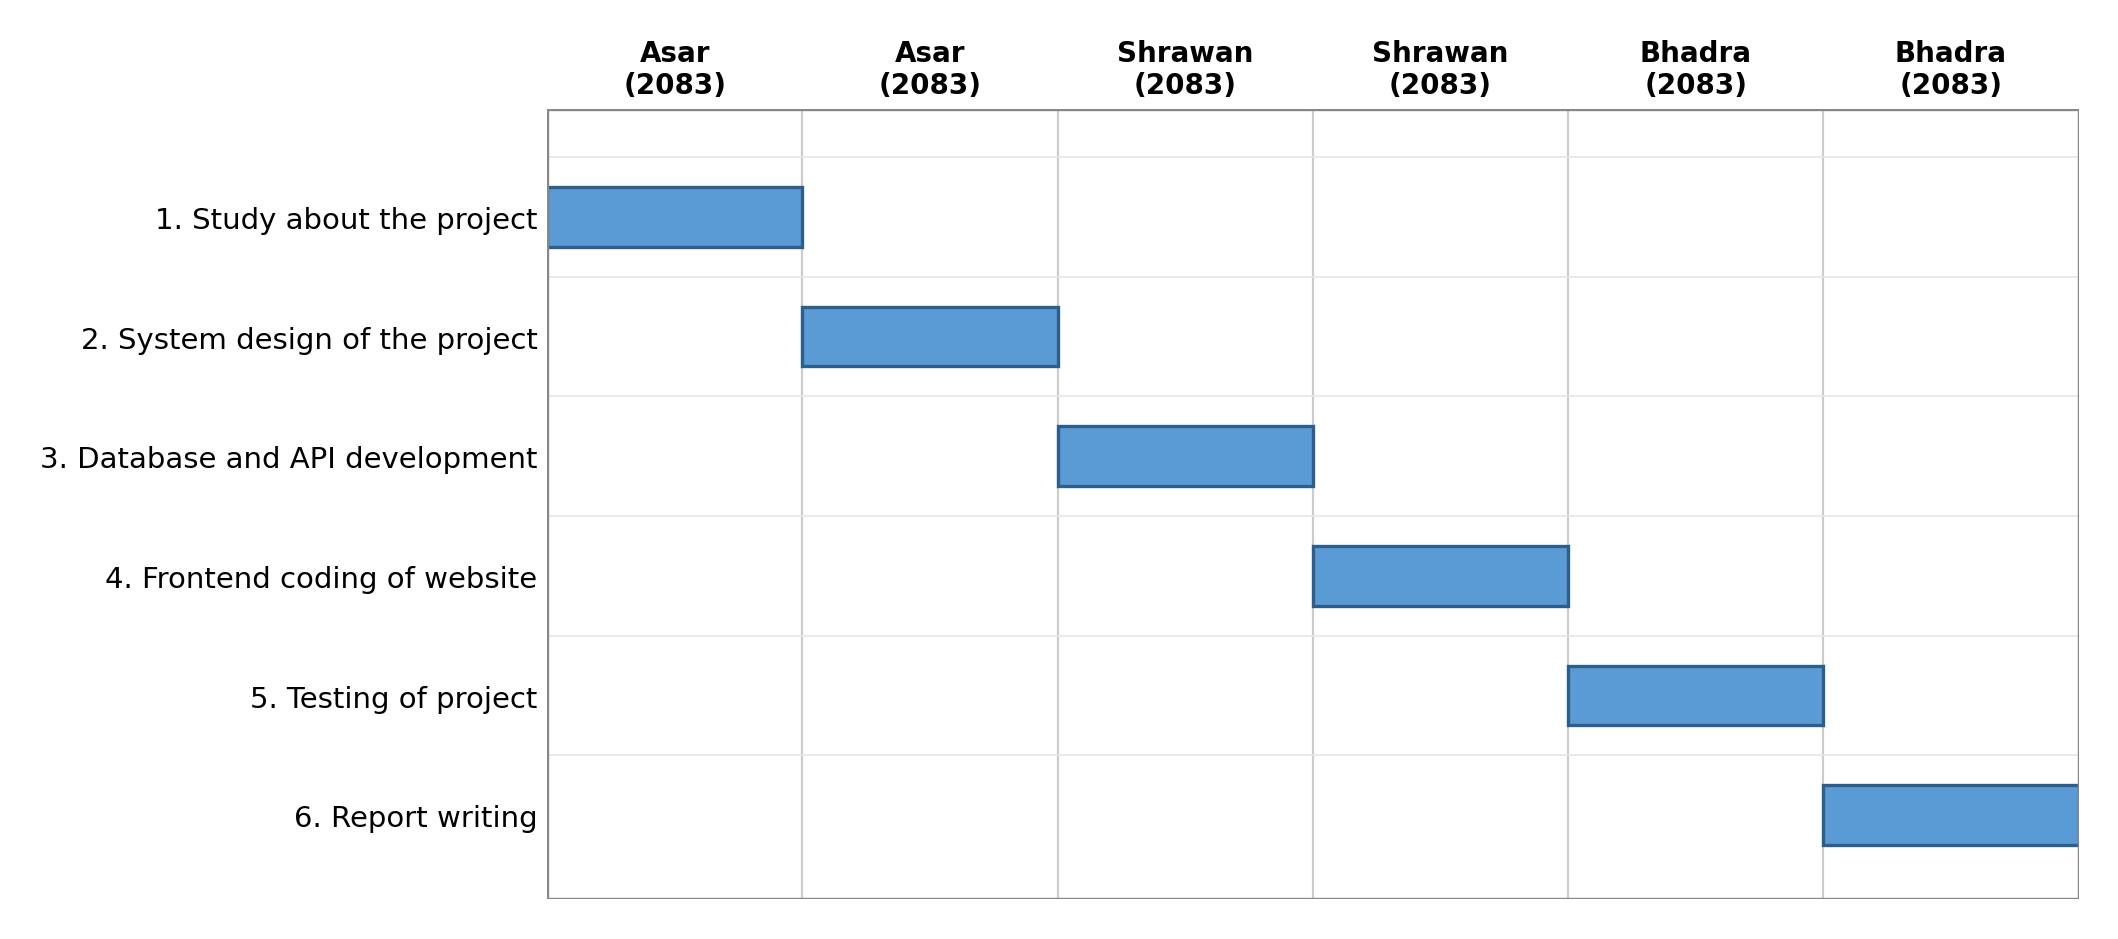 Asar Asar Shrawan Shrawan Bhadra Bhadra
(2083) (2083) (2083) (2083) (2083) (2083)
1. Study about the project
2. System design of the project
3. Database and API development
4. Frontend coding of website
5. Testing of project
6. Report writing